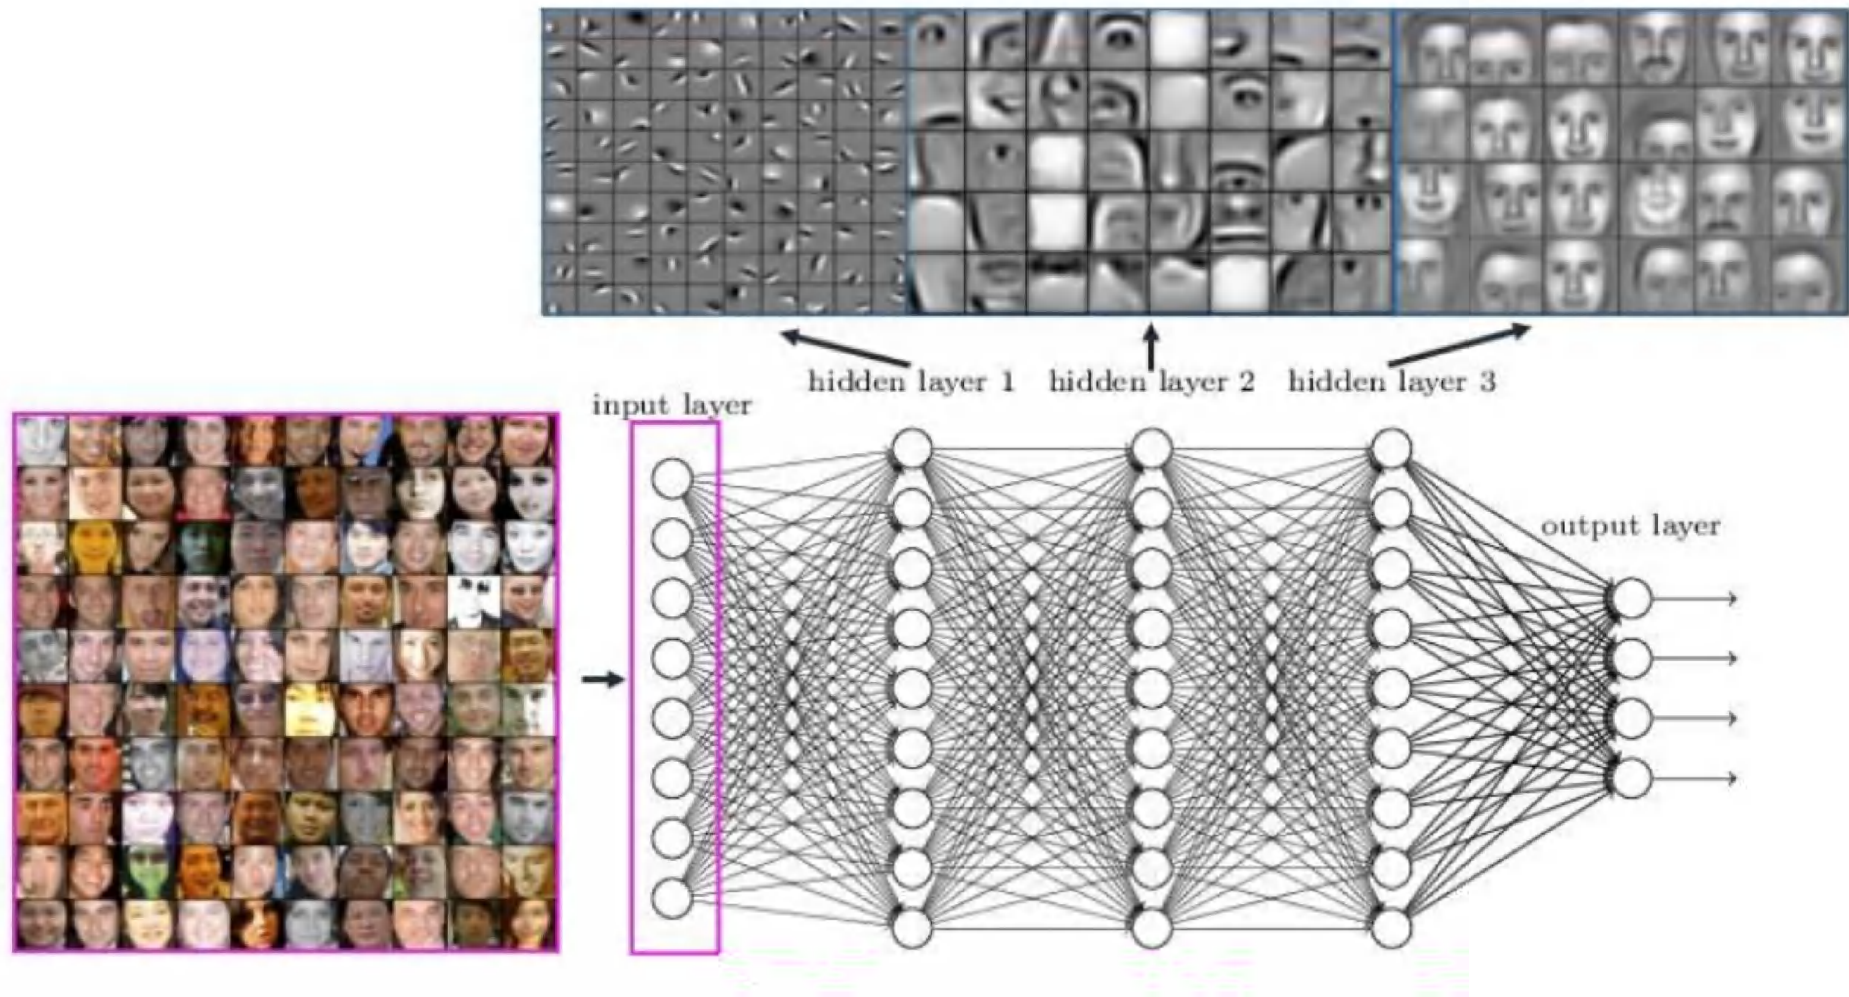 hidden layer 1
hidden layer 2
hidden layer 3
input layer
output layer